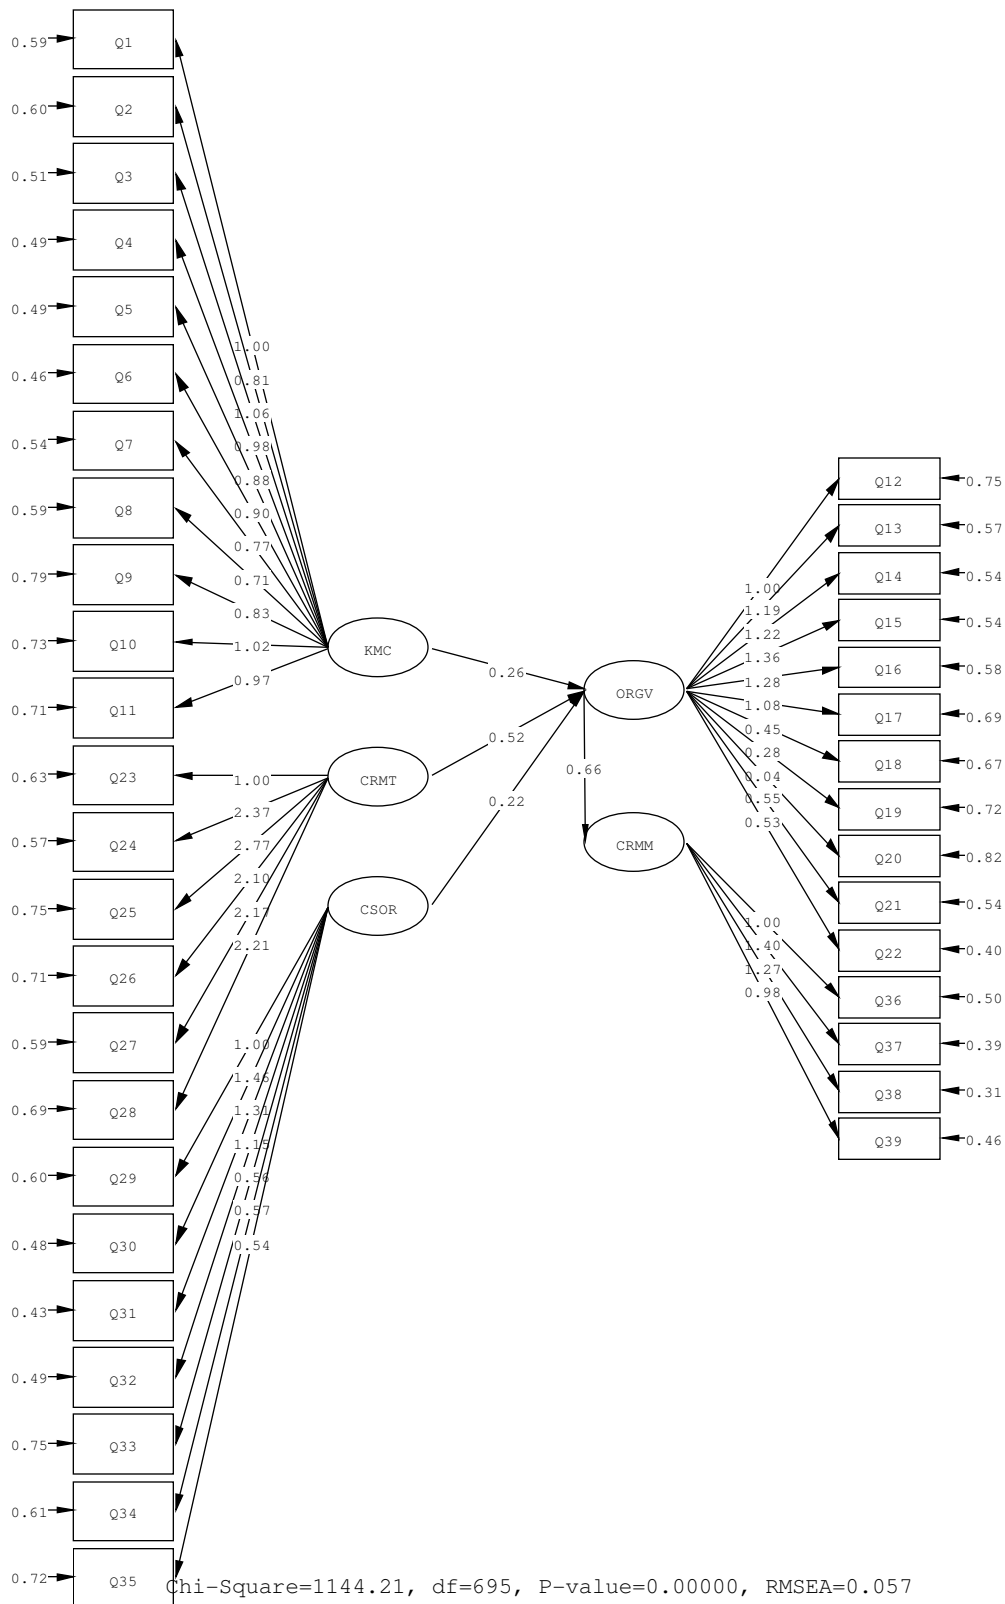 0.59 Q1
0.60 Q2
0.51 Q3
0.49 Q4
0.49 Q5
0.46 Q6
0.54 Q7
0.59 Q8
0.79 Q9
0.73 Q10
0.71 Q11
0.63 Q23
0.57 Q24
0.75 Q25
0.71 Q26
0.59 Q27
0.69 Q28
0.60 Q29
0.48 Q30
0.43 Q31
0.49 Q32
0.75 Q33
0.61 Q34
0.72 Q35
1.00
0.81
1.06
0.98
0.88
0.90
0.77
0.71
0.83
1.02
0.97
1.00
2.37
2.77
2.10
2.17
2.21
1.00
1.46
1.31
1.15
0.56
0.57
0.54
KMC
CRMT
CSOR
0.26
0.52
0.22
ORGV
0.66
CRMM
1.00
1.19
1.22
1.36
1.28
1.08
0.45
0.28
0.04
0.55
0.53
1.00
1.40
1.27
0.98
Q12 0.75
Q13 0.57
Q14 0.54
Q15 0.54
Q16 0.58
Q17 0.69
Q18 0.67
Q19 0.72
Q20 0.82
Q21 0.54
Q22 0.40
Q36 0.50
Q37 0.39
Q38 0.31
Q39 0.46
Chi-Square=1144.21, df=695, P-value=0.00000, RMSEA=0.057